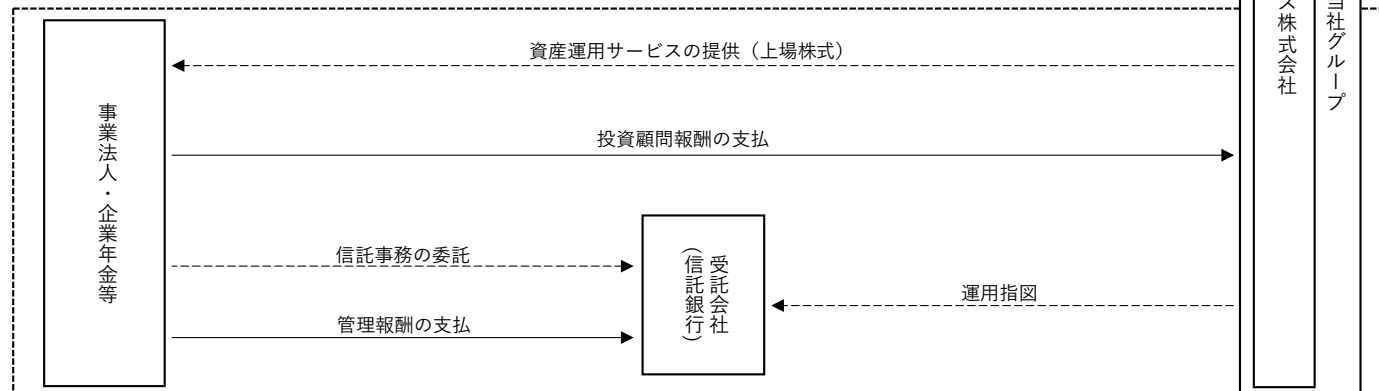 資産運用サービスの提供（上場株式）
投資顧問報酬の支払
事業法人・企業年金等
信託事務の委託
管理報酬の支払
受託会社
（信託銀行）
運用指図
ス株式会社
当社グループ